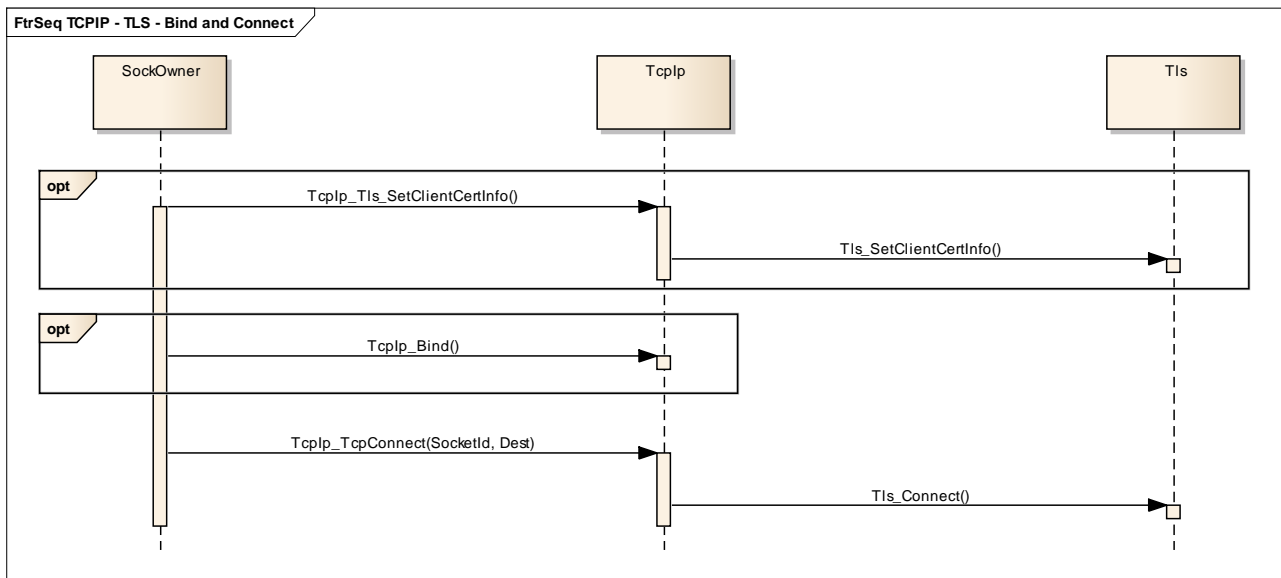 FtrSeq TCPIP - TLS - Bind and Connect
SockOwner
TcpIp
Tls
opt
TcpIp_Tls_SetClientCertInfo()
Tls_SetClientCertInfo()
opt
TcpIp_Bind()
TcpIp_TcpConnect(SocketId, Dest)
Tls_Connect()